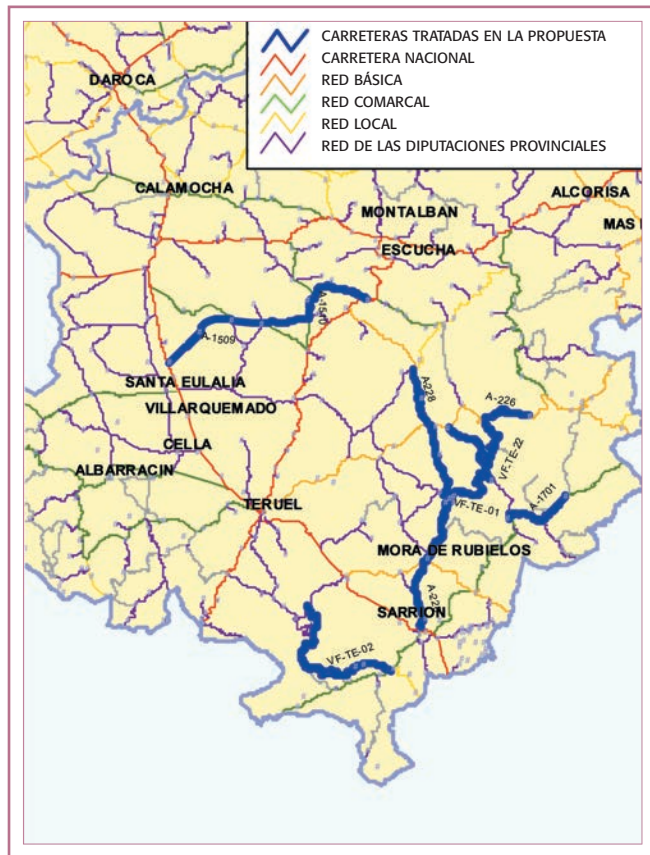 CARRETERAS TRATADAS EN LA PROPUESTA
CARRETERA NACIONAL
RED BÁSICA
RED COMARCAL
RED LOCAL
RED DE LAS DIPUTACIONES PROVINCIALES
DAROCA
CALAMOCHA
ALCORISA
MONTALBAN
MAS
ESCUCHA
A-1510
A-1509
SANTA EULALIA
A-228
A-226
VILLARQUEMADO
CELLA
VF-TE-22
ALBARRACIN
TERUEL
VF-TE-01
A-1701
MORA DE RUBIELOS
SARRION
VF-TE-02